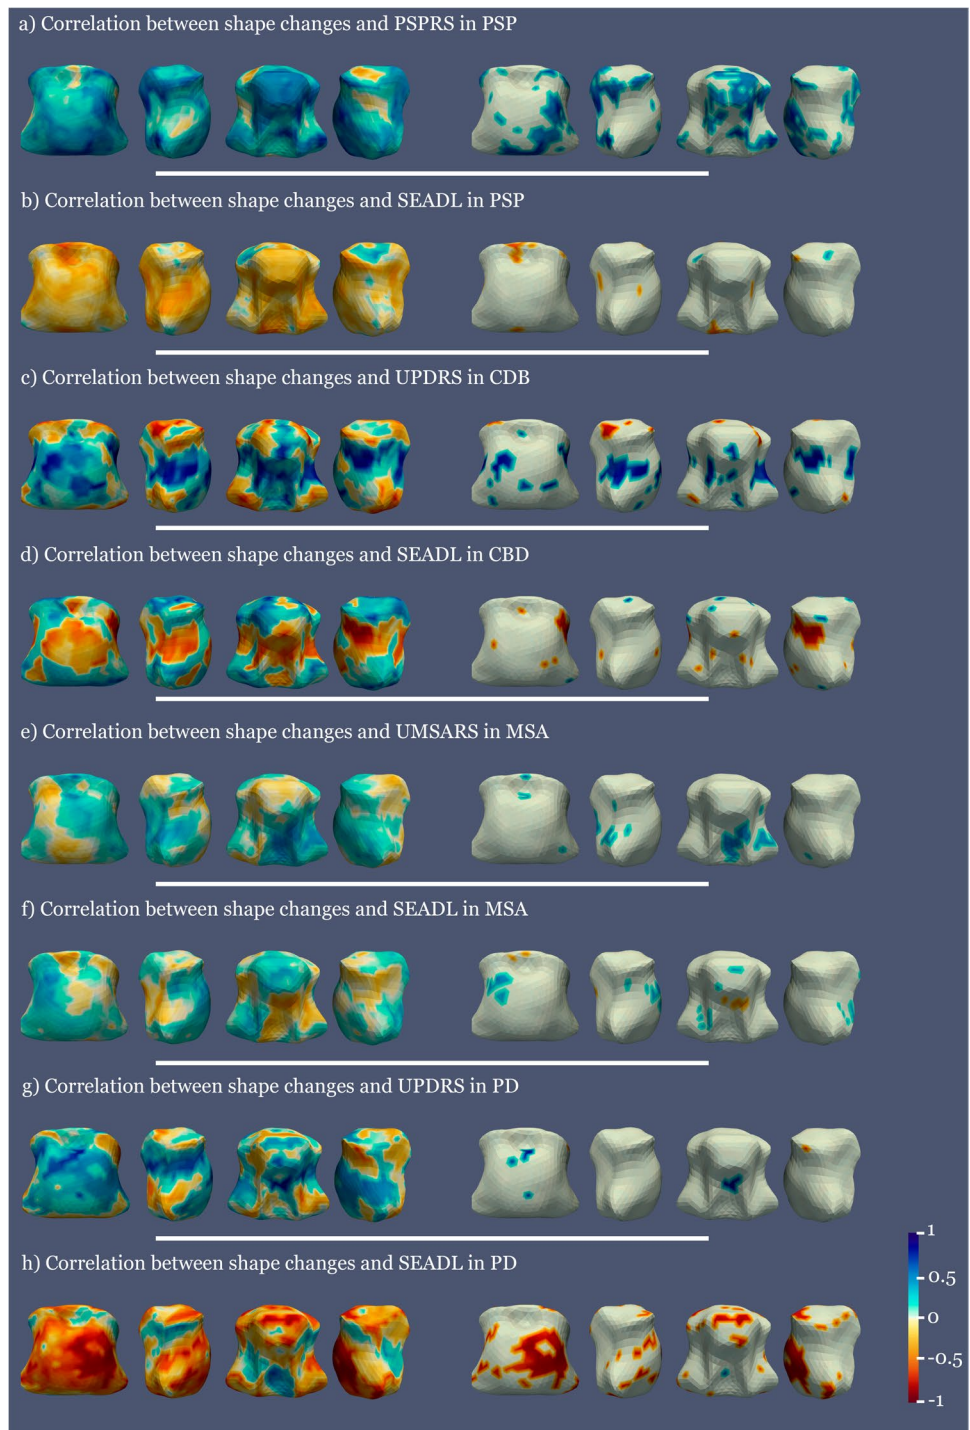 a) Correlation between shape changes and PSPRS in PSP
b) Correlation between shape changes and SEADL in PSP
c) Correlation between shape changes and UPDRS in CDB
d) Correlation between shape changes and SEADL in CBD
e) Correlation between shape changes and UMSARS in MSA
f) Correlation between shape changes and SEADL in MSA
g) Correlation between shape changes and UPDRS in PD
h) Correlation between shape changes and SEADL in PD
1
0.5
0
-0.5
-1